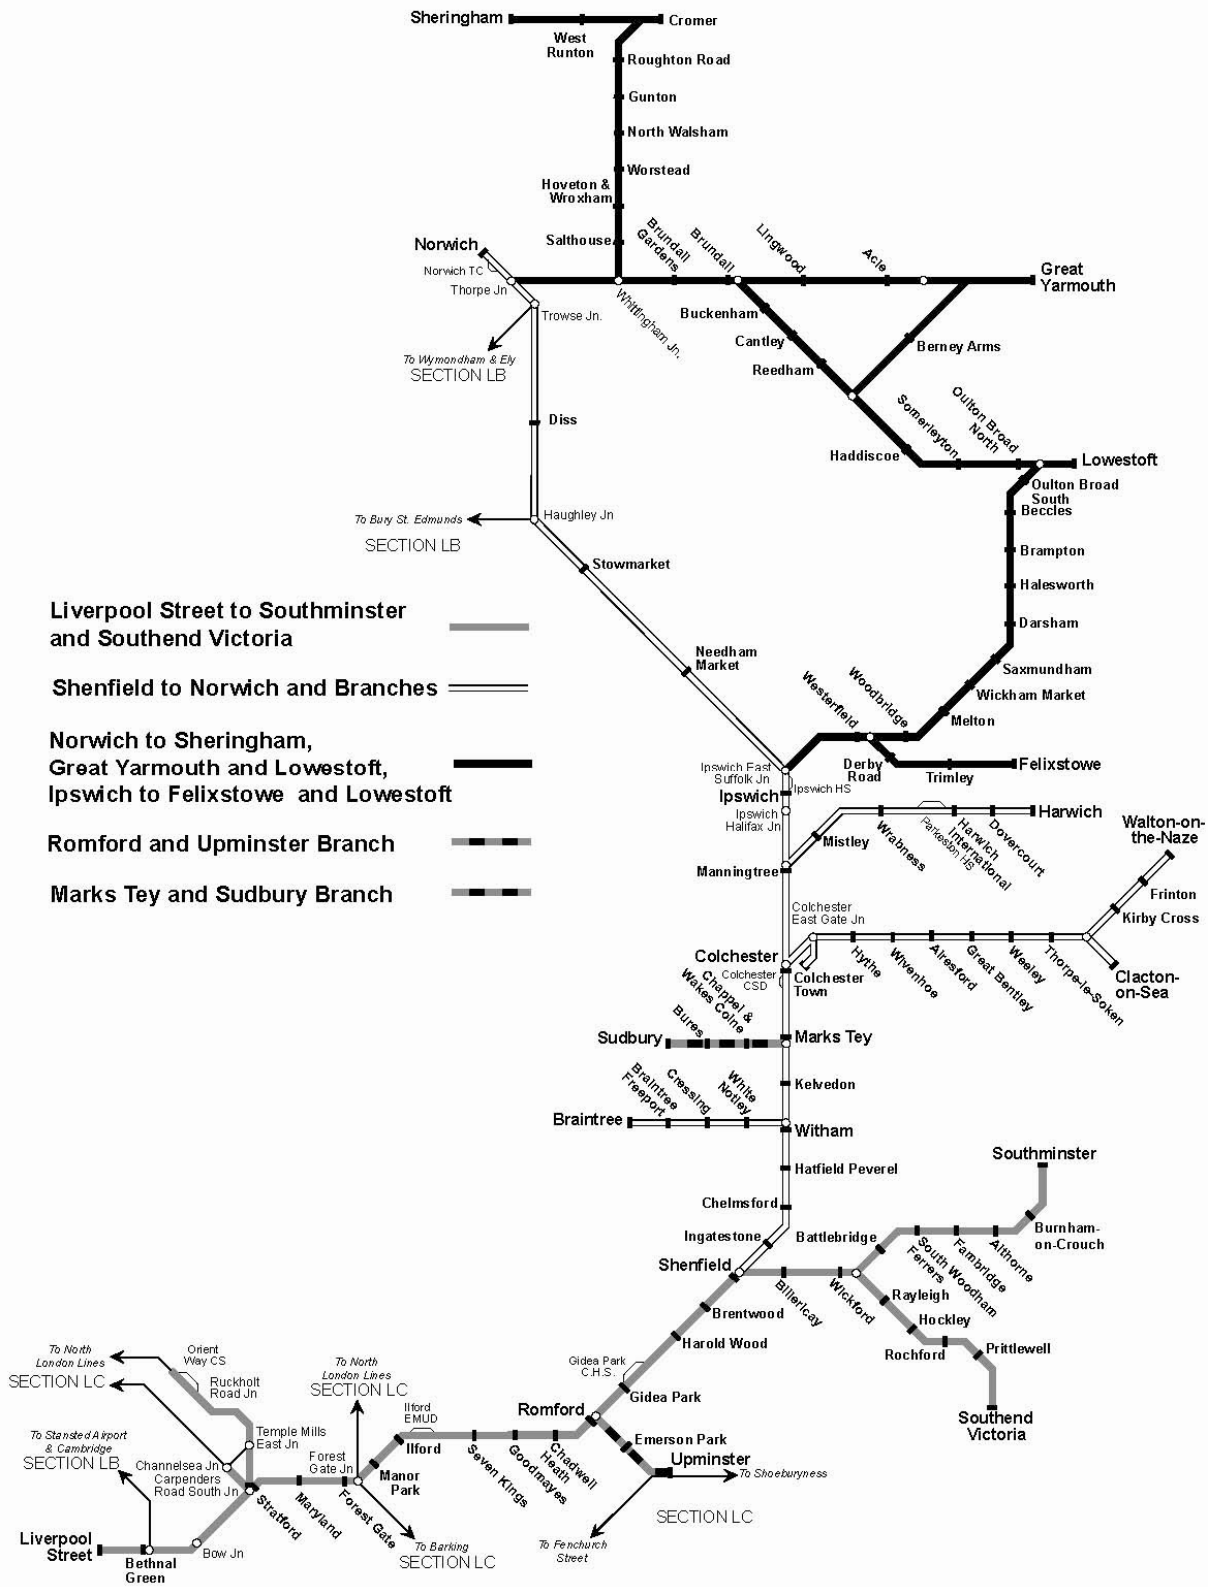 Sheringham
Cromer
West
Runton
Roughton Road
Gunton
North Walsham
Worstead
Hoveton &
Wroxham
Salthouse
Norwich
Norwich TC
Thorpe Jn
Trowse Jn.
Whittingham Jn.
Brundall
Gardens
Brundall
Lingwood
Acle
Great
Yarmouth
Buckenham
Cantley
Reedham
Berney Arms
To Wymondham & Ely
SECTION LB
Diss
Haddiscoe
Somerleyton
Oulton Broad
North
Lowestoft
Oulton Broad
South
Beccles
Brampton
Halesworth
Darsham
Saxmundham
Wickham Market
Melton
Woodbridge
Westerfield
Derby
Road
Trimley
Felixstowe
To Bury St. Edmunds
SECTION LB
Haughley Jn
Stowmarket
Needham
Market
Liverpool Street to Southminster
and Southend Victoria
Shenfield to Norwich and Branches
Norwich to Sheringham,
Great Yarmouth and Lowestoft,
Ipswich to Felixstowe and Lowestoft
Romford and Upminster Branch
Marks Tey and Sudbury Branch
Ipswich East
Suffolk Jn
Ipswich HS
Ipswich
Ipswich
Halifax Jn
Manningtree
Mistley
Wrabness
Parkeston HS
Harwich
International
Dovercourt
Harwich
Walton-on-
the-Naze
Frinton
Kirby Cross
Clacton-
on-Sea
Colchester
East Gate Jn
Colchester
Colchester
CSD
Colchester
Town
Hythe
Wivenhoe
Alresford
Great Bentley
Weeley
Thorpe-le-Soken
Chappel &
Wakes Colne
Bures
Sudbury
Marks Tey
Kelvedon
White
Notley
Cressing
Braintree
Freeport
Braintree
Witham
Hatfield Peverel
Chelmsford
Ingatestone
Shenfield
Battlebridge
Southminster
Burnham-
on-Crouch
Althorne
Fambridge
South Woodham
Ferrers
Billericay
Wickford
Rayleigh
Hockley
Rochford
Prittlewell
Southend
Victoria
Brentwood
Harold Wood
Gidea Park
C.H.S.
Gidea Park
Romford
Emerson Park
Upminster
To Shoeburyness
SECTION LC
To Fenchurch
Street
To North
London Lines
SECTION LC
Orient
Way CS
Ruckholt
Road Jn
To North
London Lines
SECTION LC
Ilford
EMUD
Ilford
Seven Kings
Goodmayes
Chadwell
Heath
To Stansted Airport
& Cambridge
SECTION LB
Temple Mills
East Jn
Channelsea Jn
Carpenders
Road South Jn
Forest
Gate Jn
Manor
Park
Stratford
Maryland
Forest Gate
To Barking
SECTION LC
Liverpool
Street
Bethnal
Green
Bow Jn